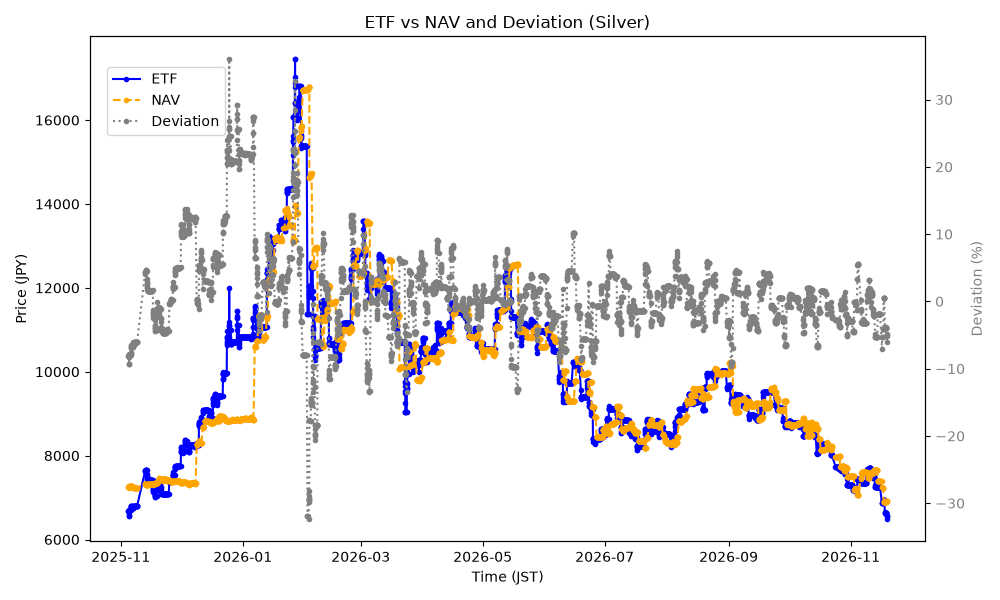 ETF vs NAV and Deviation (Silver)
ETF
NAV
Deviation
Price (JPY)
16000
14000
12000
10000
8000
6000
30
20
10
0
−10
−20
−30
Deviation (%)
2025-11 2026-01 2026-03 2026-05 2026-07 2026-09 2026-11
Time (JST)